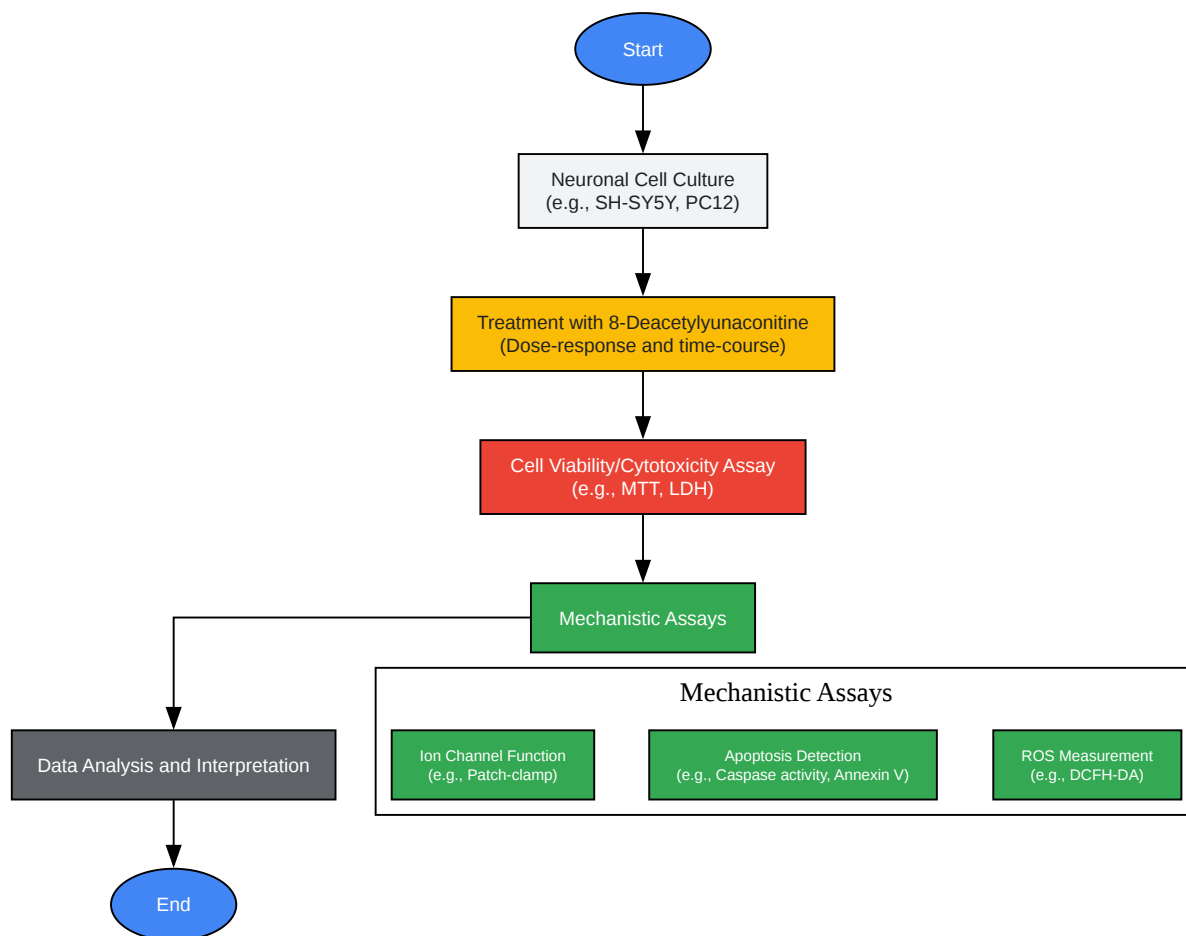 Start
Neuronal Cell Culture
(e.g., SH-SY5Y, PC12)
Treatment with 8-Deacetylyunaconitine
(Dose-response and time-course)
Cell Viability/Cytotoxicity Assay
(e.g., MTT, LDH)
Mechanistic Assays
Mechanistic Assays
Data Analysis and Interpretation
Ion Channel Function
(e.g., Patch-clamp)
Apoptosis Detection
(e.g., Caspase activity, Annexin V)
ROS Measurement
(e.g., DCFH-DA)
End